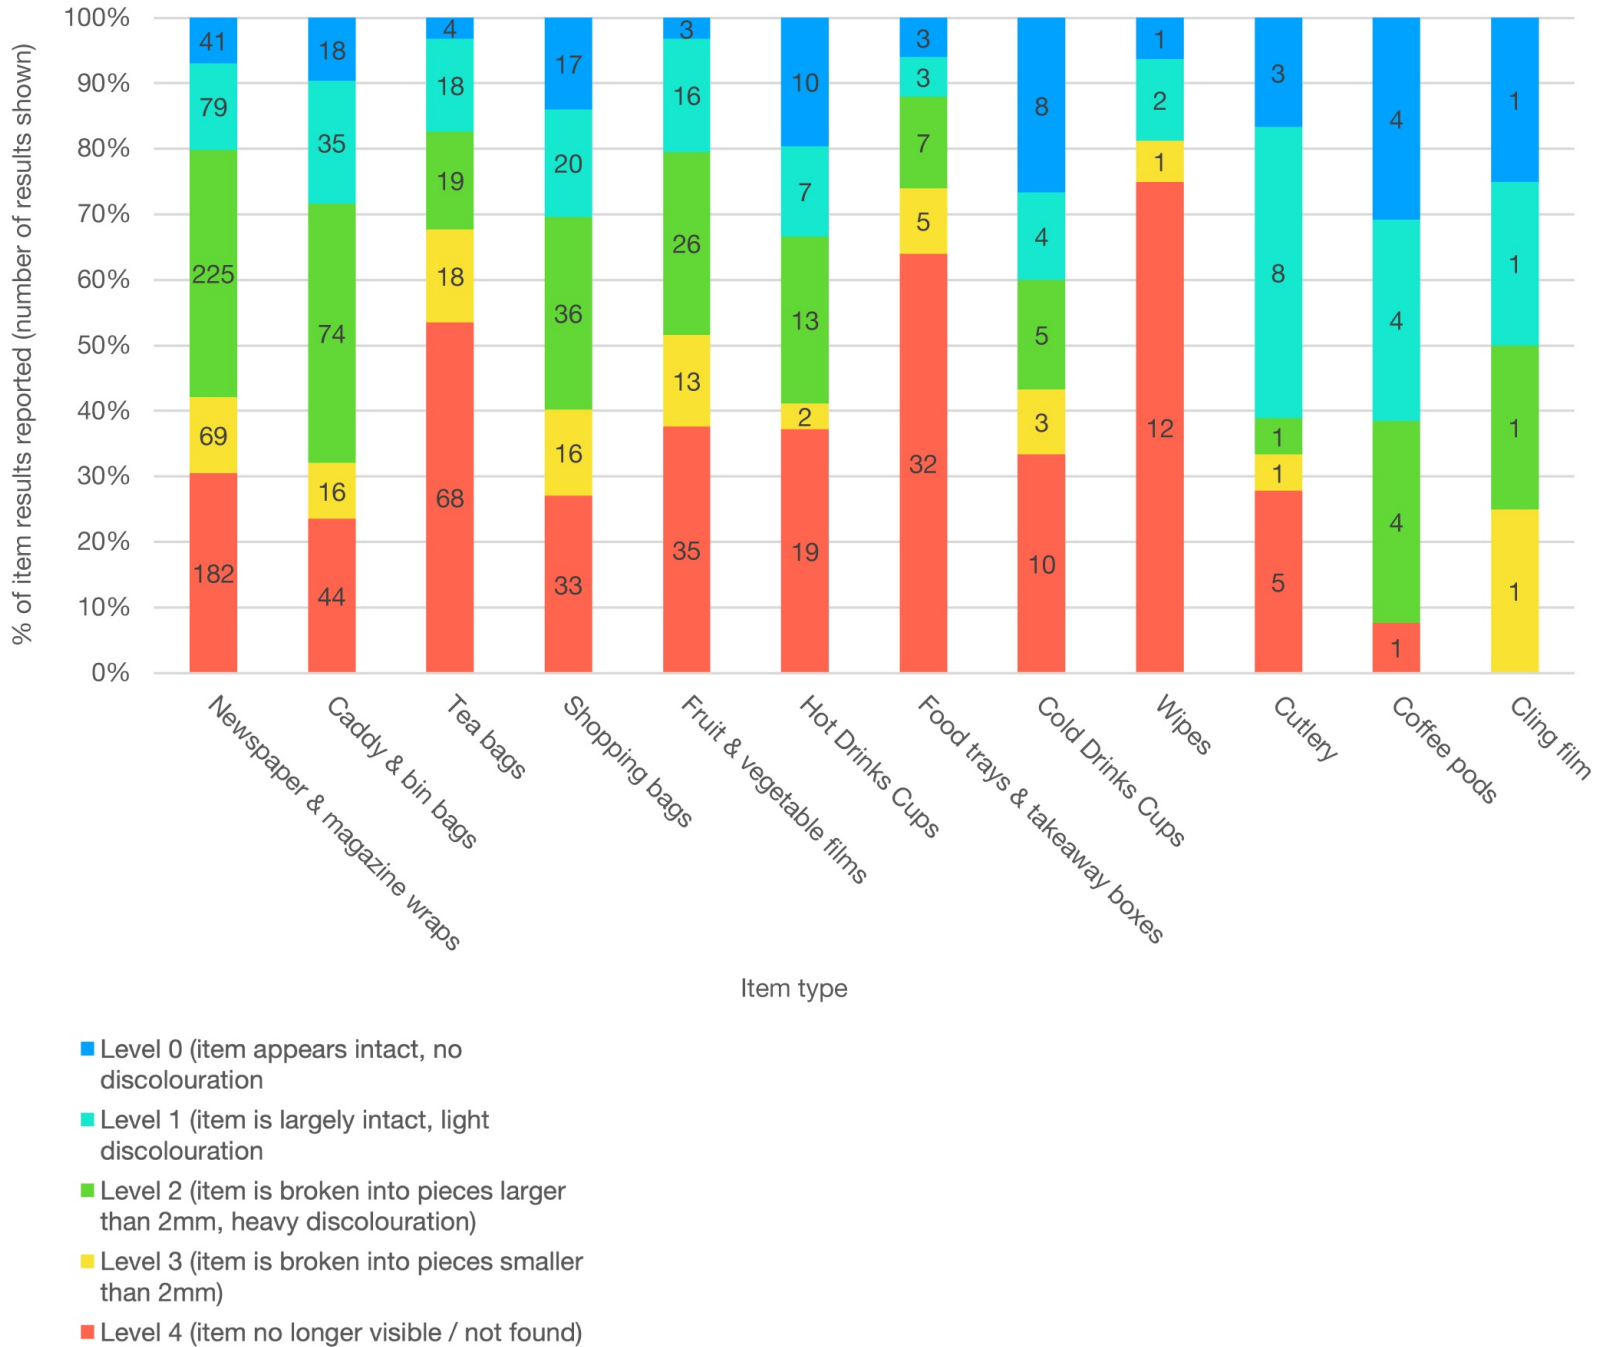 % of item results reported (number of results shown)
100%
90%
80%
70%
60%
50%
40%
30%
20%
10%
0%
41
79
225
69
182
18
35
74
16
44
4
18
19
18
68
17
20
36
16
33
3
16
26
13
35
10
7
13
2
19
3
3
7
5
32
8
4
5
3
10
1
2
1
12
3
8
1
1
5
4
4
4
1
1
1
1
1
Newspaper & magazine wraps
Caddy & bin bags
Tea bags
Shopping bags
Fruit & vegetable films
Hot Drinks Cups
Food trays & takeaway boxes
Cold Drinks Cups
Wipes
Cutlery
Coffee pods
Cling film
Item type
Level 0 (item appears intact, no
discolouration
Level 1 (item is largely intact, light
discolouration
Level 2 (item is broken into pieces larger
than 2mm, heavy discolouration)
Level 3 (item is broken into pieces smaller
than 2mm)
Level 4 (item no longer visible / not found)